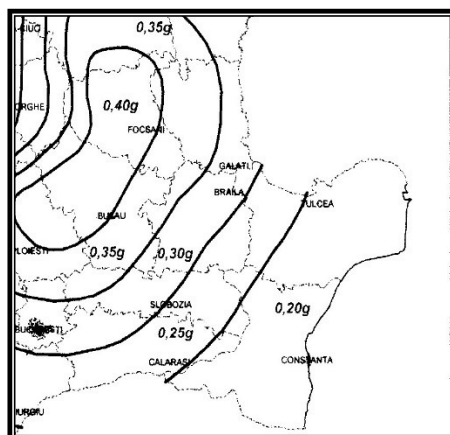 0,35g
0,40g
FOCSANI
GALATI
BRAILA
TULCEA
BUZAU
0,35g
0,30g
SLOBOZIA
0,20g
0,25g
CALARASI
CONSTANTA